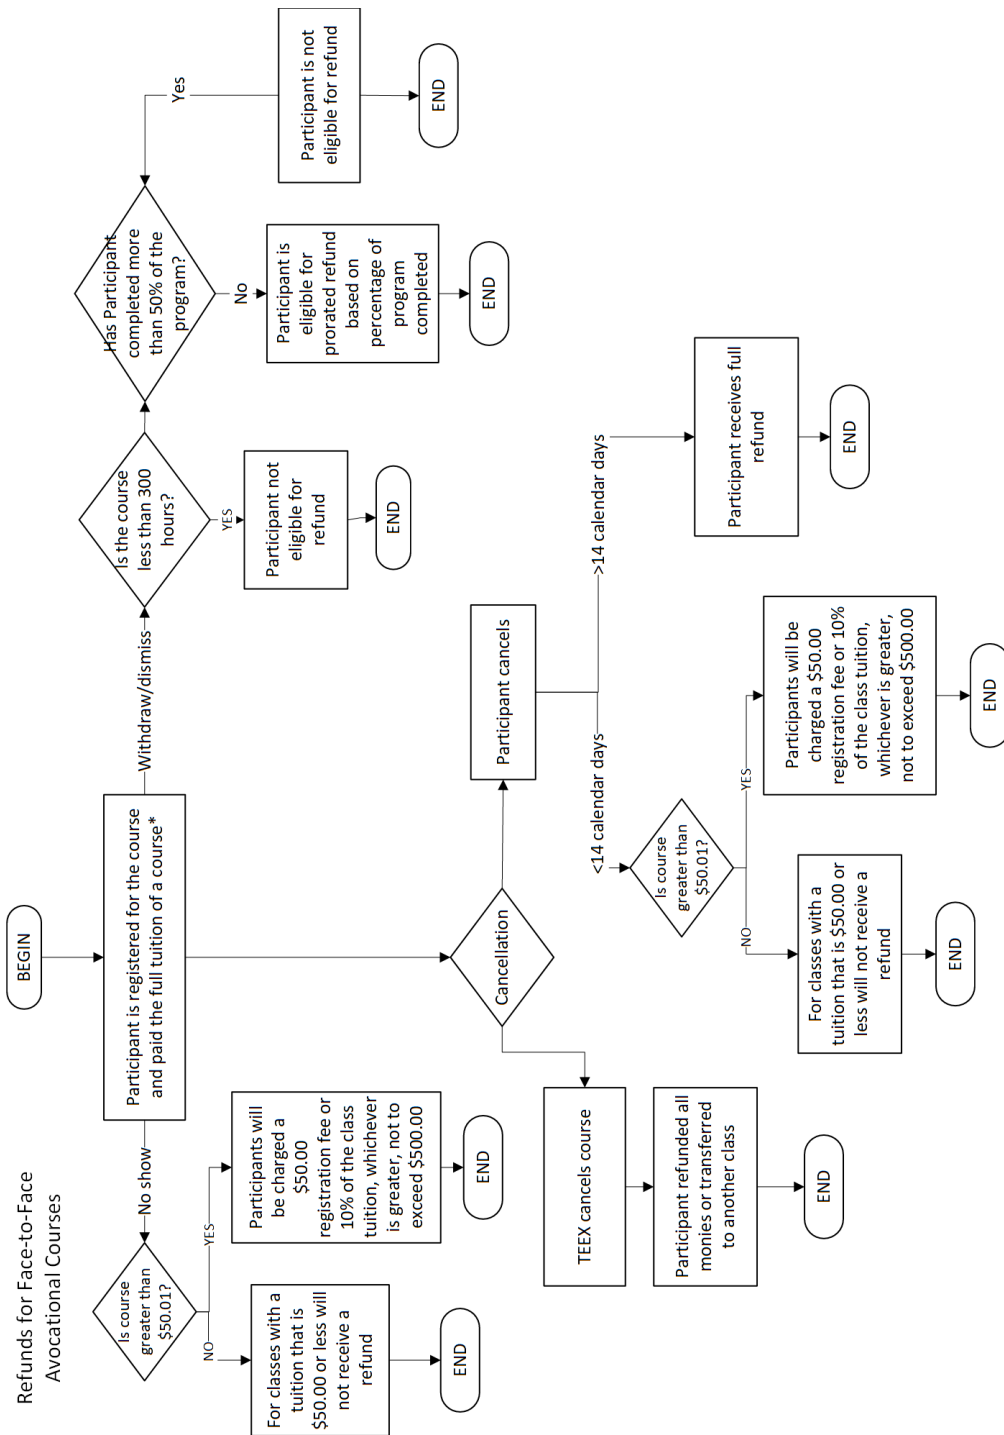 Refunds for Face-to-Face
Avocational Courses
BEGIN
Participant is registered for the course
and paid the full tuition of a course*
No show
Is course
greater than
$50.01?
NO
For classes with a
tuition that is
$50.00 or less will
not receive a
refund
END
YES
Participants will
be charged a
$50.00
registration fee or
10% of the class
tuition, whichever
is greater, not to
exceed $500.00
END
Cancellation
TEEX cancels course
Participant refunded all
monies or transferred
to another class
END
Participant cancels
<14 calendar days
Is course
greater than
$50.01?
NO
For classes with a
tuition that is $50.00 or
less will not receive a
refund
END
YES
Participants will be
charged a $50.00
registration fee or 10%
of the class tuition,
whichever is greater,
not to exceed $500.00
END
>14 calendar days
Participant receives full
refund
END
Withdraw/dismiss
Is the course
less than 300
hours?
YES
Participant not
eligible for
refund
END
Has Participant
completed more
than 50% of the
program?
No
Participant is
eligible for
prorated refund
based on
percentage of
program
completed
END
Yes
Participant is not
eligible for refund
END